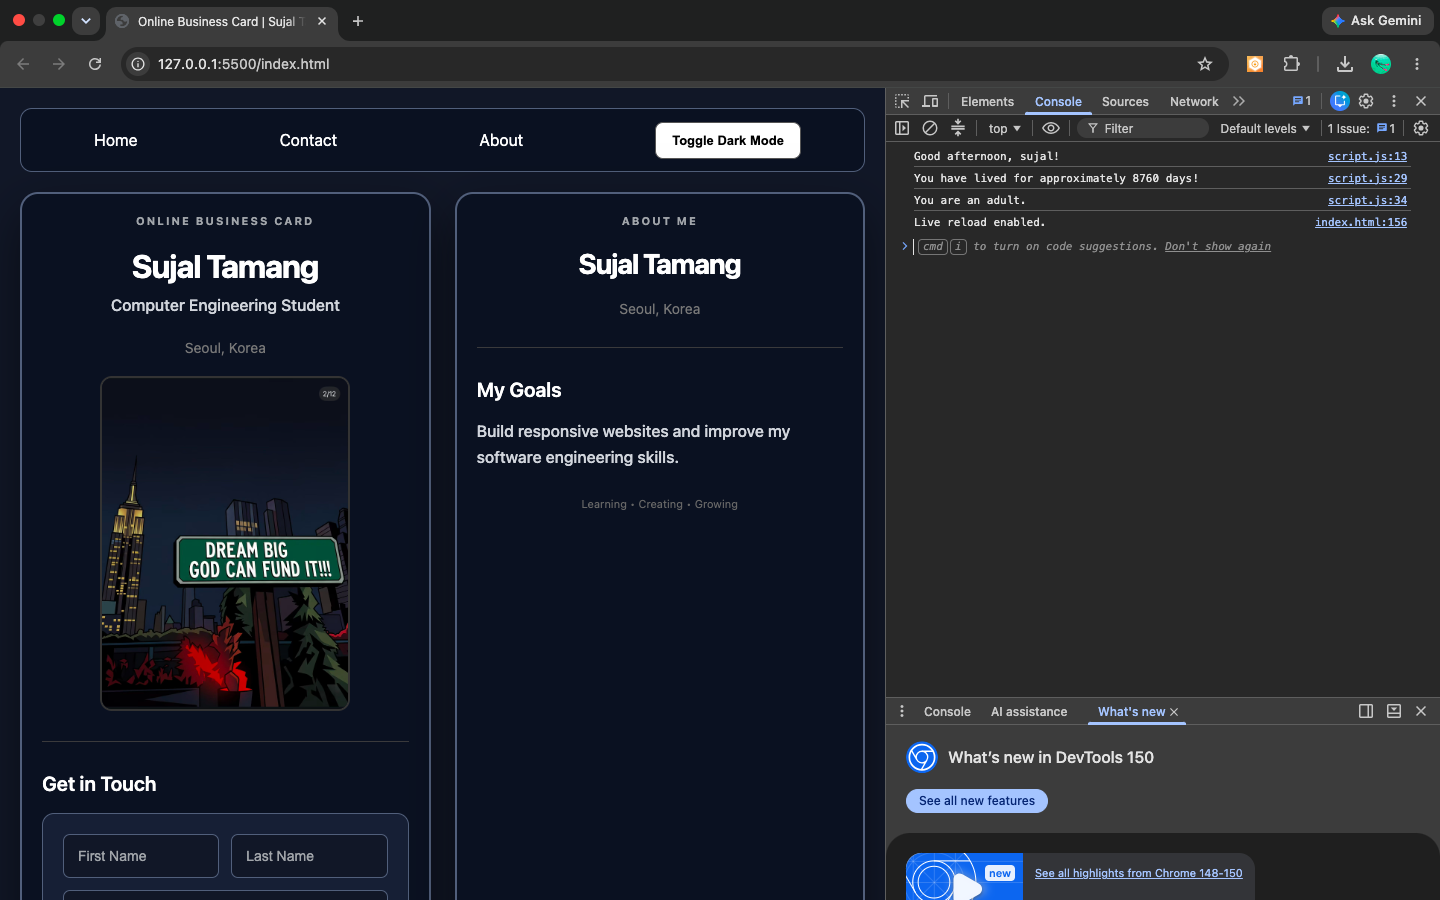 Online Business Card | Sujal T
Ask Gemini
127.0.0.1:5500/index.html
Home
Contact
About
Toggle Dark Mode
ONLINE BUSINESS CARD
Sujal Tamang
Computer Engineering Student
Seoul, Korea
2/12
DREAM BIG
GOD CAN FUND IT!!!
Get in Touch
First Name
Last Name
ABOUT ME
Sujal Tamang
Seoul, Korea
My Goals
Build responsive websites and improve my
software engineering skills.
Learning • Creating • Growing
Elements
Console
Sources
Network
1
top
Filter
Default levels
1 Issue:
1
Good afternoon, sujal! script.js:13
You have lived for approximately 8760 days! script.js:29
You are an adult. script.js:34
Live reload enabled. index.html:156
cmd i to turn on code suggestions. Don't show again
Console
AI assistance
What's new
What's new in DevTools 150
See all new features
new
See all highlights from Chrome 148-150